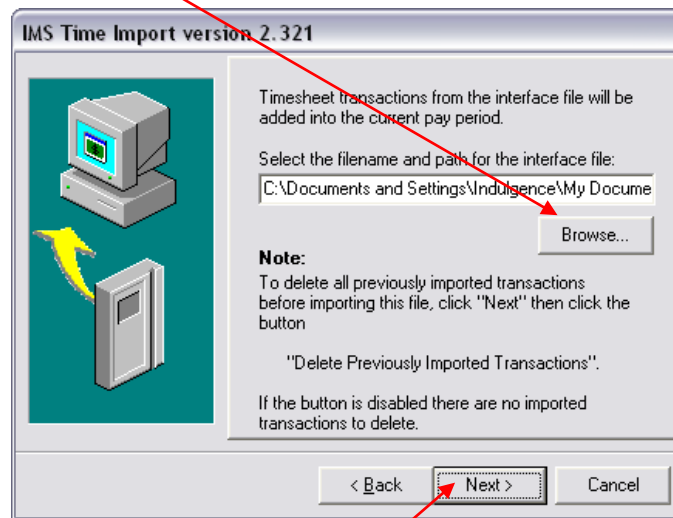 IMS Time Import version 2.321
Timesheet transactions from the interface file will be
added into the current pay period.
Select the filename and path for the interface file:
C:\Documents and Settings\Indulgence\My Docume
Browse...
Note:
To delete all previously imported transactions
before importing this file, click "Next" then click the
button
"Delete Previously Imported Transactions".
If the button is disabled there are no imported
transactions to delete.
< Back Next > Cancel